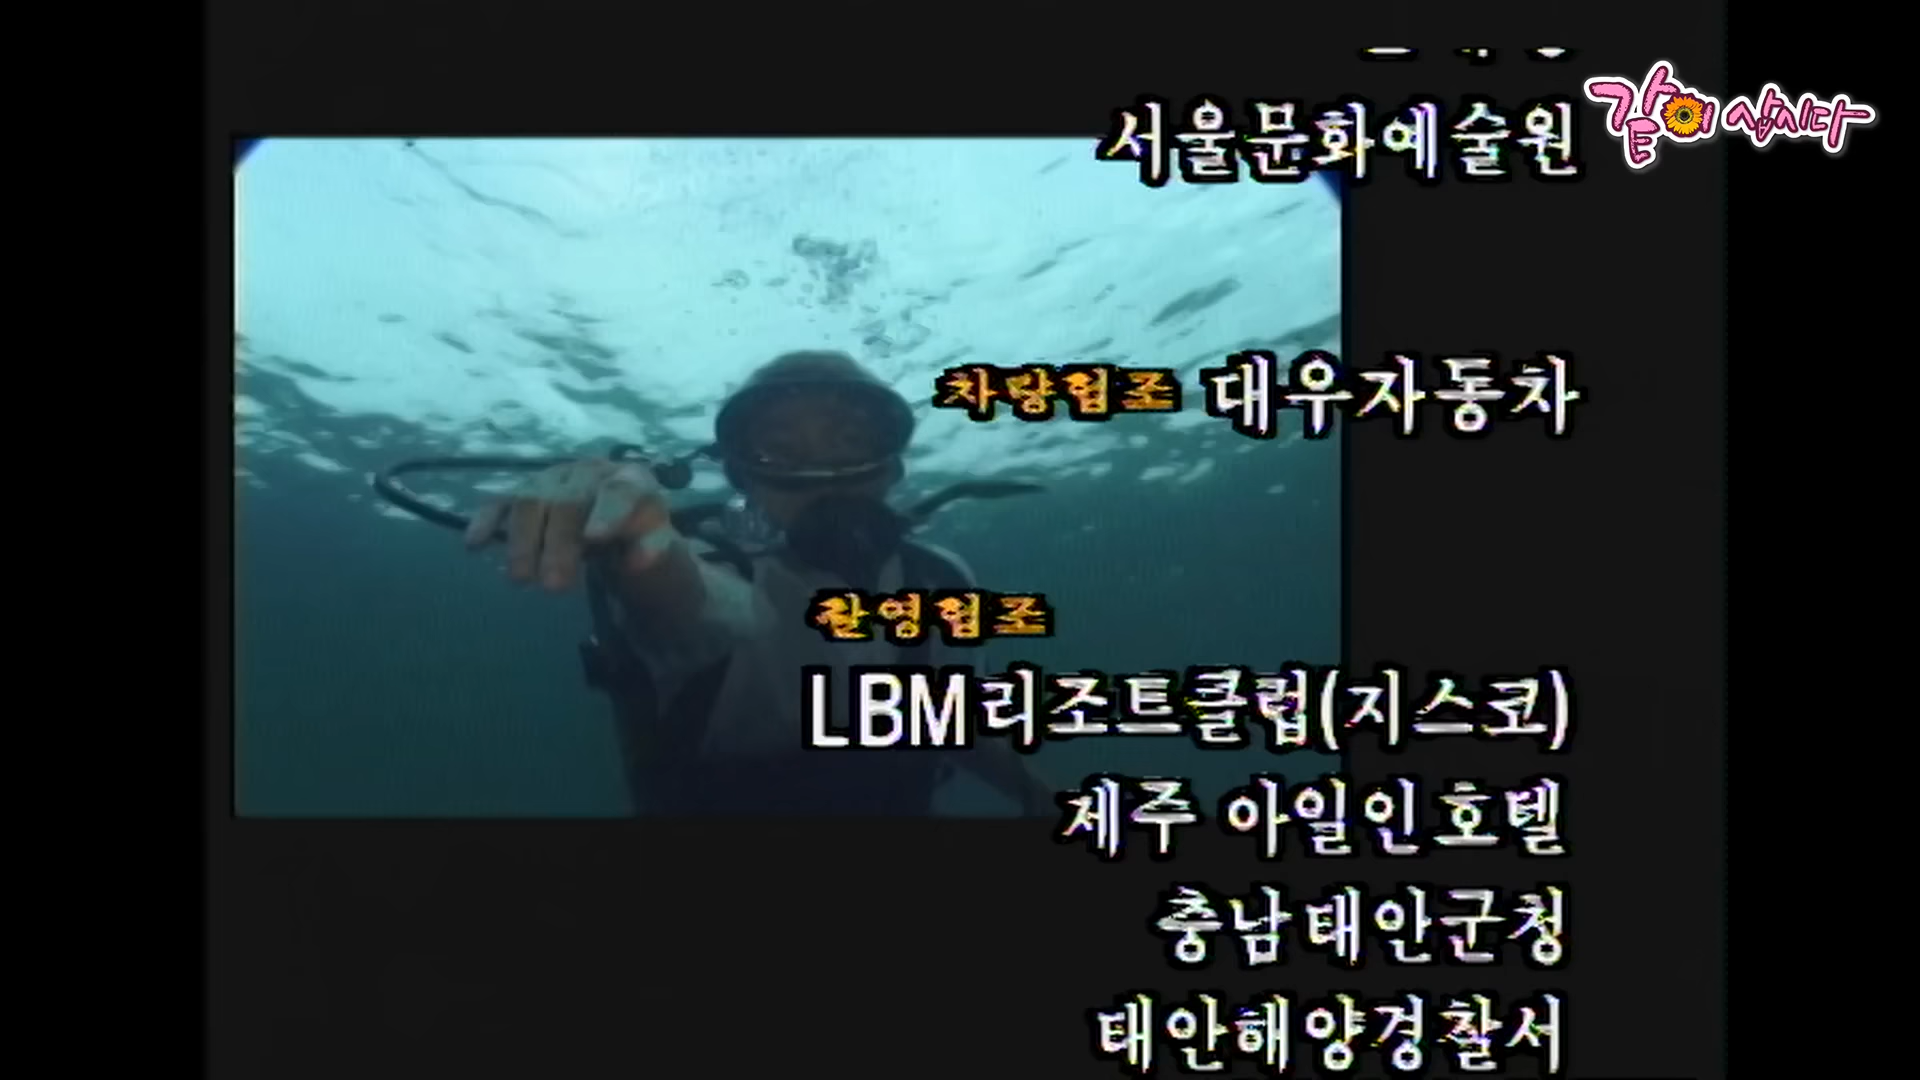 같이 삽시다
서울문화예술원
차량협조 대우자동차
촬영협조
LBM리조트클럽(지스코)
제주 아일인호텔
충남태안군청
태안해양경찰서